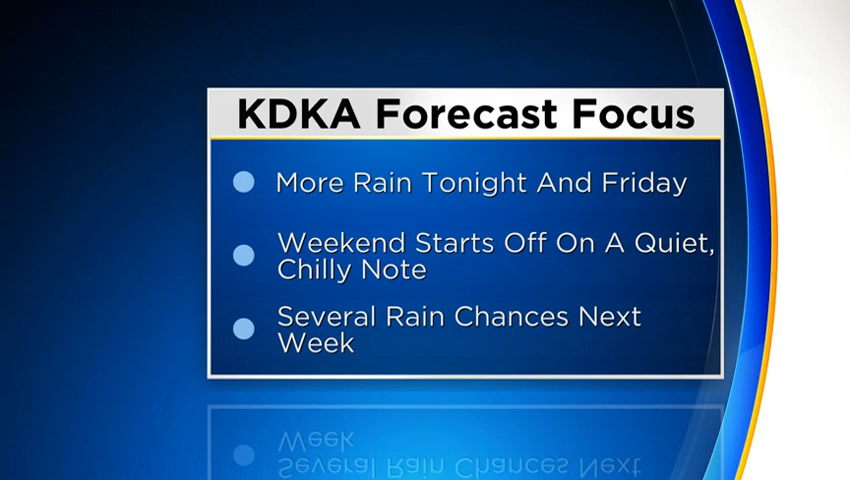 KDKA Forecast Focus
More Rain Tonight And Friday
Weekend Starts Off On A Quiet,
Chilly Note
Several Rain Chances Next
Week